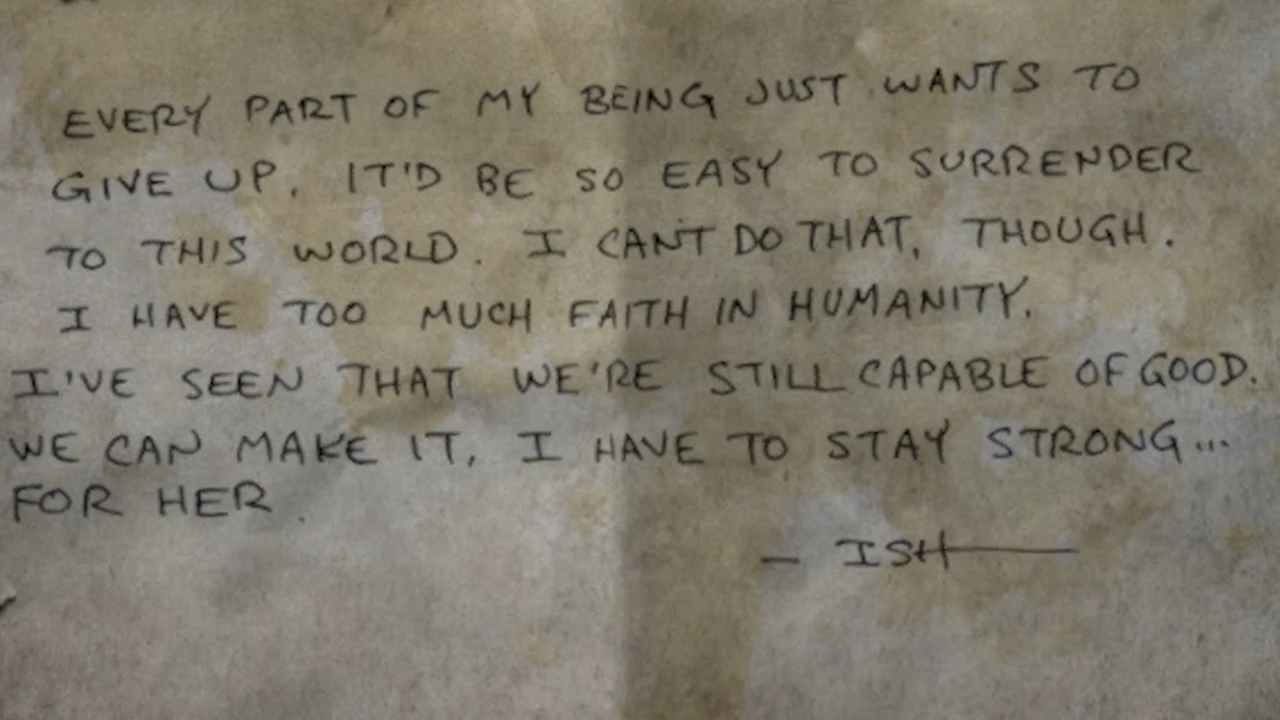 EVERY PART OF MY BEING JUST WANTS TO
GIVE UP. IT'D BE SO EASY TO SURRENDER
TO THIS WORLD. I CAN'T DO THAT, THOUGH.
I HAVE TOO MUCH FAITH IN HUMANITY.
I'VE SEEN THAT WE'RE STILL CAPABLE OF GOOD.
WE CAN MAKE IT. I HAVE TO STAY STRONG...
FOR HER.
— ISH